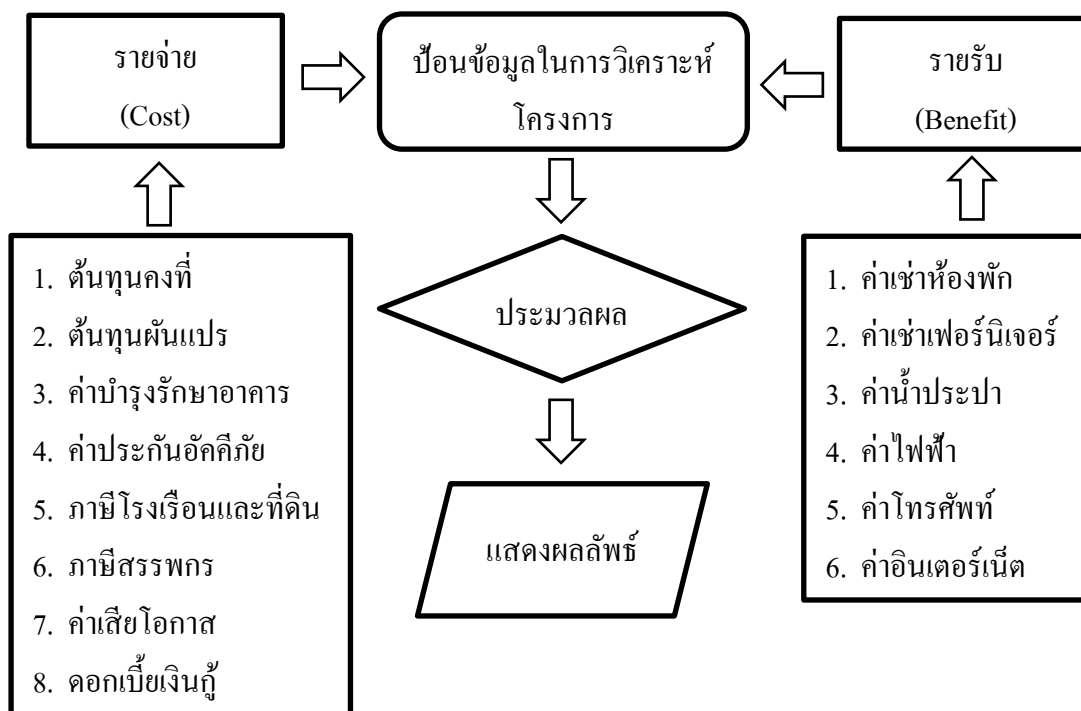 รายจ่าย
(Cost)
ป้อนข้อมูลในการวิเคราะห์
โครงการ
รายรับ
(Benefit)
1. ต้นทุนคงที่
2. ต้นทุนผันแปร
3. ค่าบำรุงรักษาอาคาร
4. ค่าประกันอัคคีภัย
5. ภาษีโรงเรือนและที่ดิน
6. ภาษีสรรพกร
7. ค่าเสียโอกาส
8. ดอกเบี้ยเงินกู้
ประมวลผล
แสดงผลลัพธ์
1. ค่าเช่าห้องพัก
2. ค่าเช่าเฟอร์นิเจอร์
3. ค่าน้ำประปา
4. ค่าไฟฟ้า
5. ค่าโทรศัพท์
6. ค่าอินเตอร์เน็ต